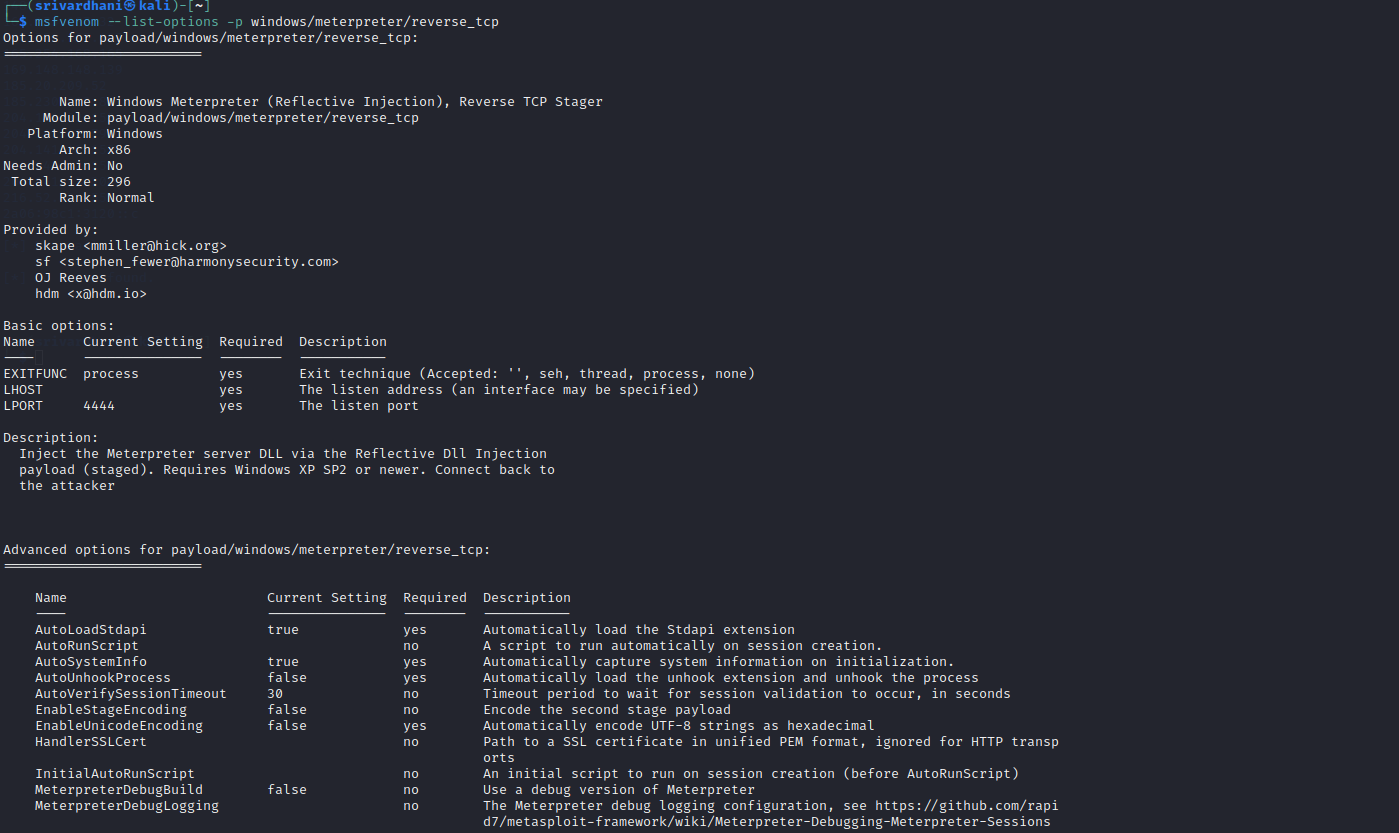 ┌──(srivardhani㉿kali)-[~]
└─$ msfvenom --list-options -p windows/meterpreter/reverse_tcp
Options for payload/windows/meterpreter/reverse_tcp:
=========================
Name: Windows Meterpreter (Reflective Injection), Reverse TCP Stager
Module: payload/windows/meterpreter/reverse_tcp
Platform: Windows
Arch: x86
Needs Admin: No
Total size: 296
Rank: Normal
Provided by:
skape <mmiller@hick.org>
sf <stephen_fewer@harmonysecurity.com>
OJ Reeves
hdm <x@hdm.io>
Basic options:
Name Current Setting Required Description
---- --------------- -------- -----------
EXITFUNC process yes Exit technique (Accepted: '', seh, thread, process, none)
LHOST yes The listen address (an interface may be specified)
LPORT 4444 yes The listen port
Description:
Inject the Meterpreter server DLL via the Reflective Dll Injection
payload (staged). Requires Windows XP SP2 or newer. Connect back to
the attacker
Advanced options for payload/windows/meterpreter/reverse_tcp:
=========================
Name Current Setting Required Description
---- --------------- -------- -----------
AutoLoadStdapi true yes Automatically load the Stdapi extension
AutoRunScript no A script to run automatically on session creation.
AutoSystemInfo true yes Automatically capture system information on initialization.
AutoUnhookProcess false yes Automatically load the unhook extension and unhook the process
AutoVerifySessionTimeout 30 no Timeout period to wait for session validation to occur, in seconds
EnableStageEncoding false no Encode the second stage payload
EnableUnicodeEncoding false yes Automatically encode UTF-8 strings as hexadecimal
HandlerSSLCert no Path to a SSL certificate in unified PEM format, ignored for HTTP transp
orts
InitialAutoRunScript no An initial script to run on session creation (before AutoRunScript)
MeterpreterDebugBuild false no Use a debug version of Meterpreter
MeterpreterDebugLogging no The Meterpreter debug logging configuration, see https://github.com/rapi
d7/metasploit-framework/wiki/Meterpreter-Debugging-Meterpreter-Sessions